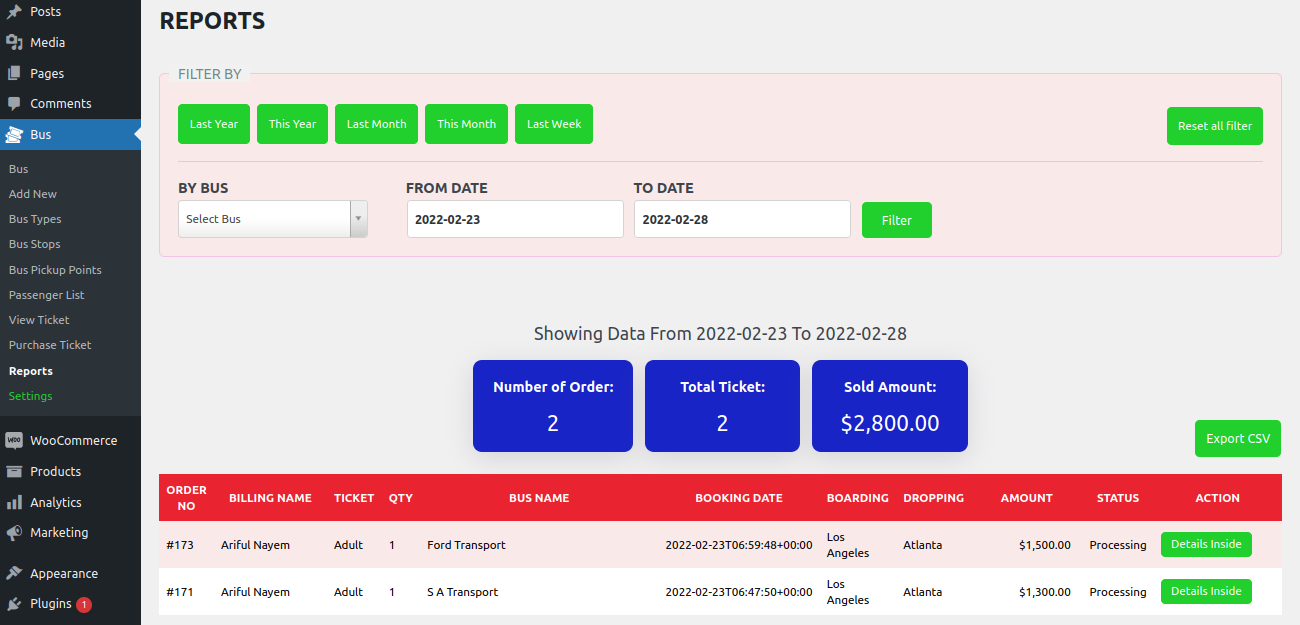 Posts
Media
Pages
Comments
Bus
Bus
Add New
Bus Types
Bus Stops
Bus Pickup Points
Passenger List
View Ticket
Purchase Ticket
Reports
Settings
WooCommerce
Products
Analytics
Marketing
Appearance
Plugins 1
REPORTS
FILTER BY
Last Year This Year Last Month This Month Last Week Reset all filter
BY BUS FROM DATE TO DATE
Select Bus 2022-02-23 2022-02-28 Filter
Showing Data From 2022-02-23 To 2022-02-28
Number of Order: Total Ticket: Sold Amount:
2 2 $2,800.00
Export CSV
ORDER NO BILLING NAME TICKET QTY BUS NAME BOOKING DATE BOARDING DROPPING AMOUNT STATUS ACTION
#173 Ariful Nayem Adult 1 Ford Transport 2022-02-23T06:59:48+00:00 Los Angeles Atlanta $1,500.00 Processing Details Inside
#171 Ariful Nayem Adult 1 S A Transport 2022-02-23T06:47:50+00:00 Los Angeles Atlanta $1,300.00 Processing Details Inside